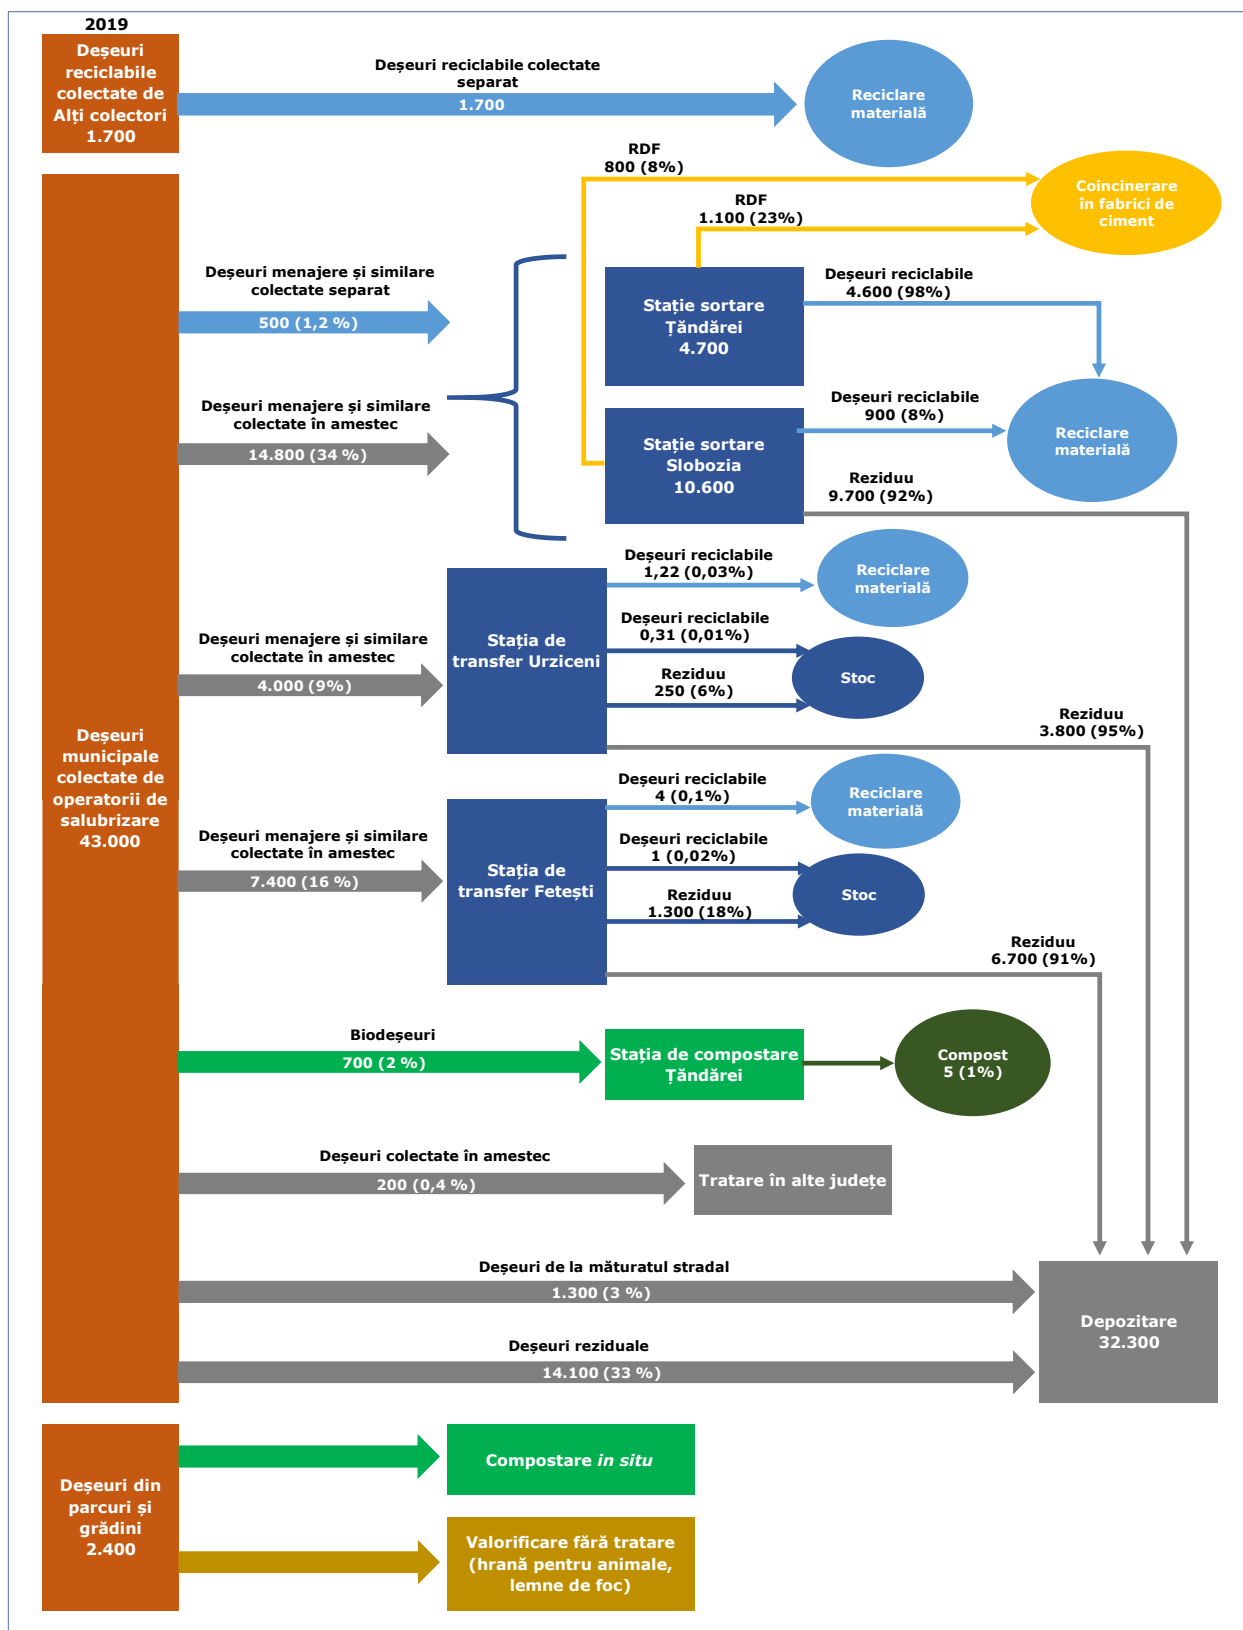 2019
Deșeuri
reciclabile
colectate de
Alți colectori
1.700
Deșeuri reciclabile colectate
separat
1.700
Reciclare
materială
RDF
800 (8%)
RDF
1.100 (23%)
Coincinerare
în fabrici de
ciment
Deșeuri menajere și similare
colectate separat
500 (1,2 %)
Deșeuri menajere și similare
colectate în amestec
14.800 (34 %)
Stație sortare
Țăndărei
4.700
Deșeuri reciclabile
4.600 (98%)
Stație sortare
Slobozia
10.600
Deșeuri reciclabile
900 (8%)
Reciclare
materială
Reziduu
9.700 (92%)
Deșeuri menajere și similare
colectate în amestec
4.000 (9%)
Stația de
transfer Urziceni
Deșeuri reciclabile
1,22 (0,03%)
Reciclare
materială
Deșeuri reciclabile
0,31 (0,01%)
Reziduu
250 (6%)
Stoc
Reziduu
3.800 (95%)
Deșeuri
municipale
colectate de
operatorii de
salubrizare
43.000
Deșeuri menajere și similare
colectate în amestec
7.400 (16 %)
Stația de
transfer Fetești
Deșeuri reciclabile
4 (0,1%)
Reciclare
materială
Deșeuri reciclabile
1 (0,02%)
Reziduu
1.300 (18%)
Stoc
Reziduu
6.700 (91%)
Biodeșeuri
700 (2 %)
Stația de compostare
Țăndărei
Compost
5 (1%)
Deșeuri colectate în amestec
200 (0,4 %)
Tratare în alte județe
Deșeuri de la măturatul stradal
1.300 (3 %)
Deșeuri reziduale
14.100 (33 %)
Depozitare
32.300
Deșeuri din
parcuri și
grădini
2.400
Compostare in situ
Valorificare fără tratare
(hrană pentru animale,
lemne de foc)